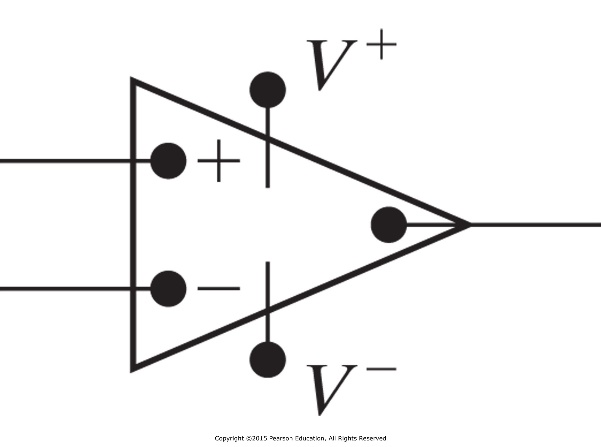 V+
+
−
V−
Copyright ©2015 Pearson Education, All Rights Reserved